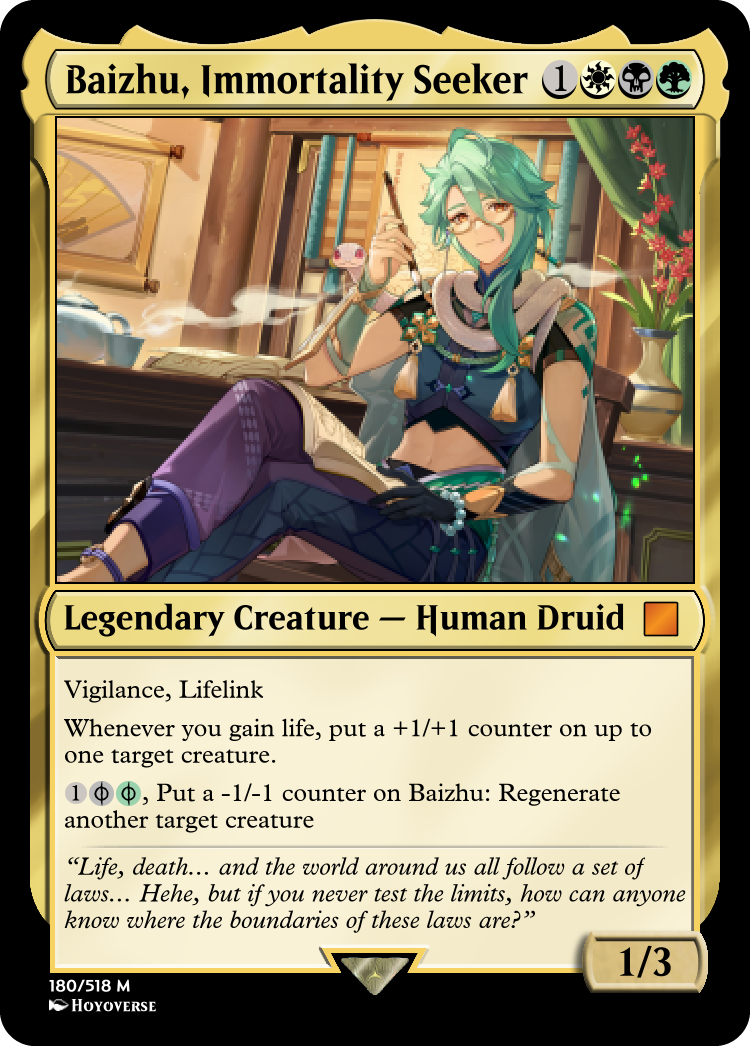 Baizhu, Immortality Seeker 1
Legendary Creature — Human Druid
Vigilance, Lifelink
Whenever you gain life, put a +1/+1 counter on up to
one target creature.
1, Put a -1/-1 counter on Baizhu: Regenerate
another target creature
“Life, death… and the world around us all follow a set of
laws… Hehe, but if you never test the limits, how can anyone
know where the boundaries of these laws are?”
1/3
180/518 M
Hoyoverse